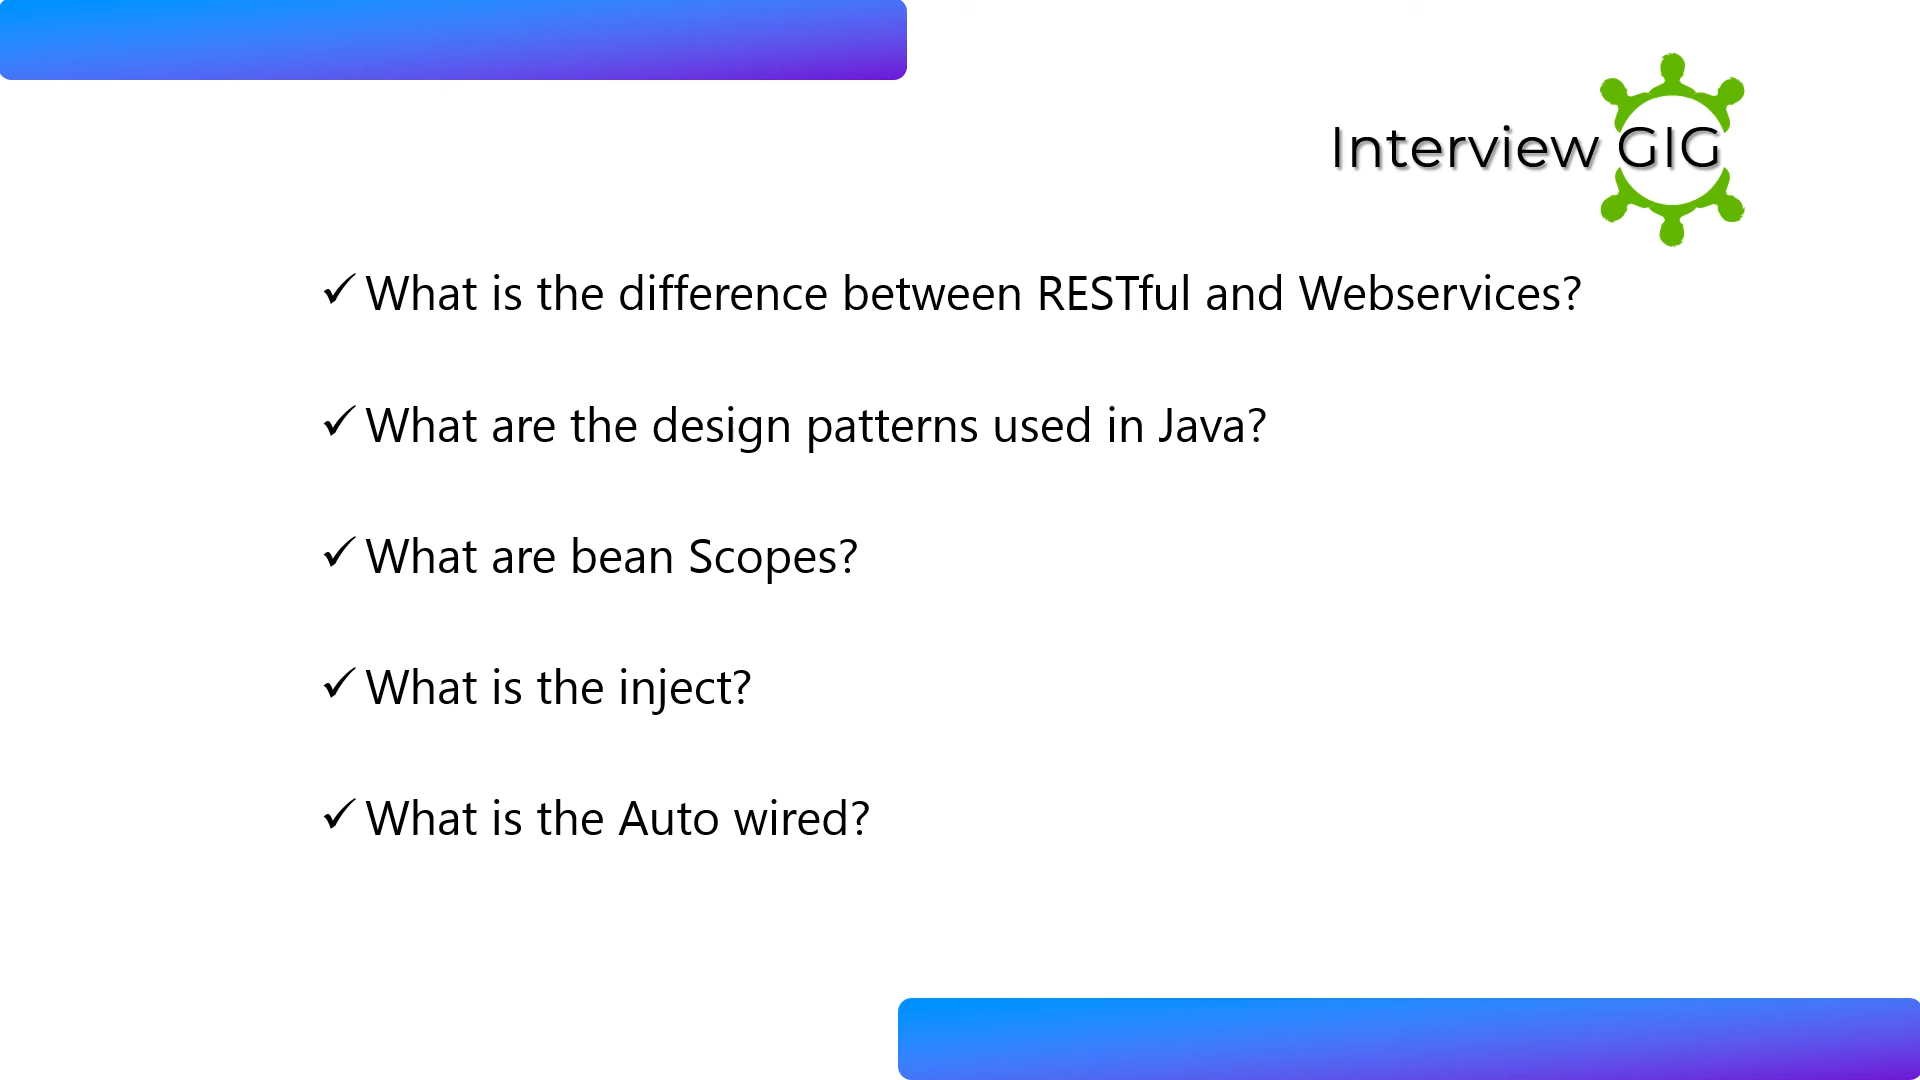 Interview GIG
✓ What is the difference between RESTful and Webservices?
✓ What are the design patterns used in Java?
✓ What are bean Scopes?
✓ What is the inject?
✓ What is the Auto wired?